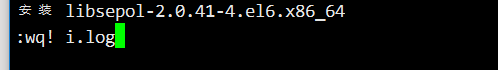 安装 libsepol-2.0.41-4.el6.x86_64
:wq! i.log